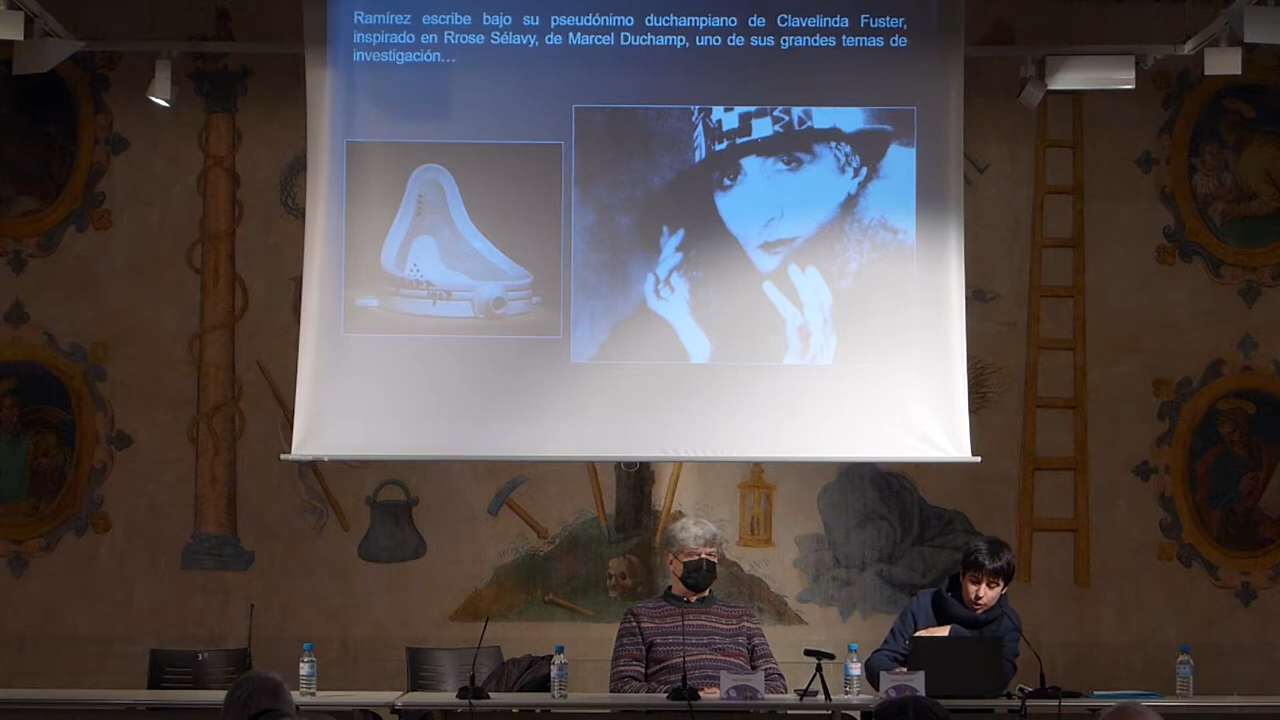 Ramírez escribe bajo su pseudónimo duchampiano de Clavelinda Fuster,
inspirado en Rrose Sélavy, de Marcel Duchamp, uno de sus grandes temas de
investigación...